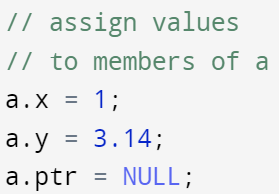 // assign values
// to members of a
a.x = 1;
a.y = 3.14;
a.ptr = NULL;